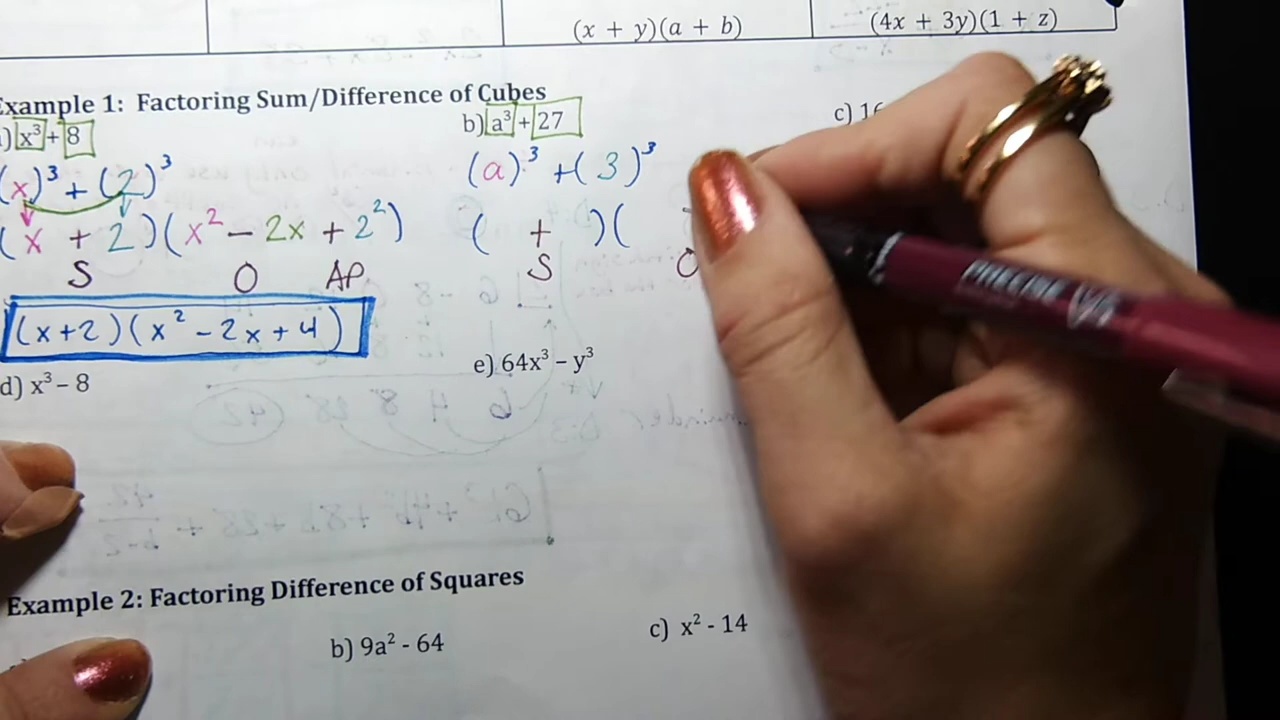 (x + y)(a + b)
(4x + 3y)(1 + z)
Example 1: Factoring Sum/Difference of Cubes
a) x³ + 8
b) a³ + 27
c) 16
(x)³ + (2)³
(a)³ + (3)³
(x + 2)(x² − 2x + 2²)
( + )(
S O AP
S O
(x+2)(x² − 2x + 4)
d) x³ – 8
e) 64x³ – y³
Example 2: Factoring Difference of Squares
b) 9a² - 64
c) x² - 14